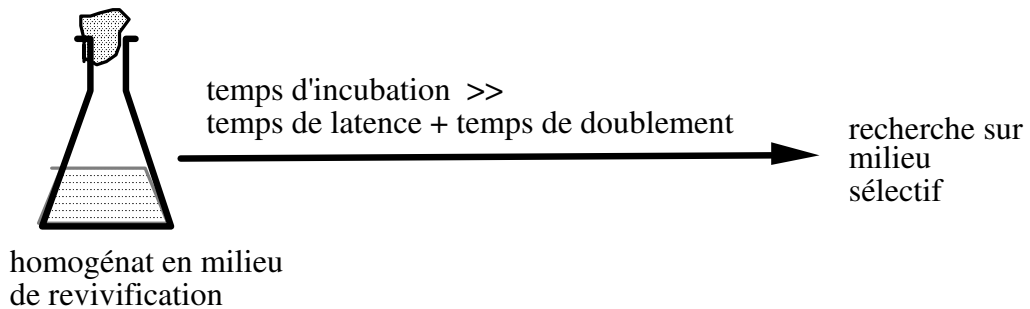 temps d'incubation >>
temps de latence + temps de doublement
recherche sur
milieu
sélectif
homogénat en milieu
de revivification